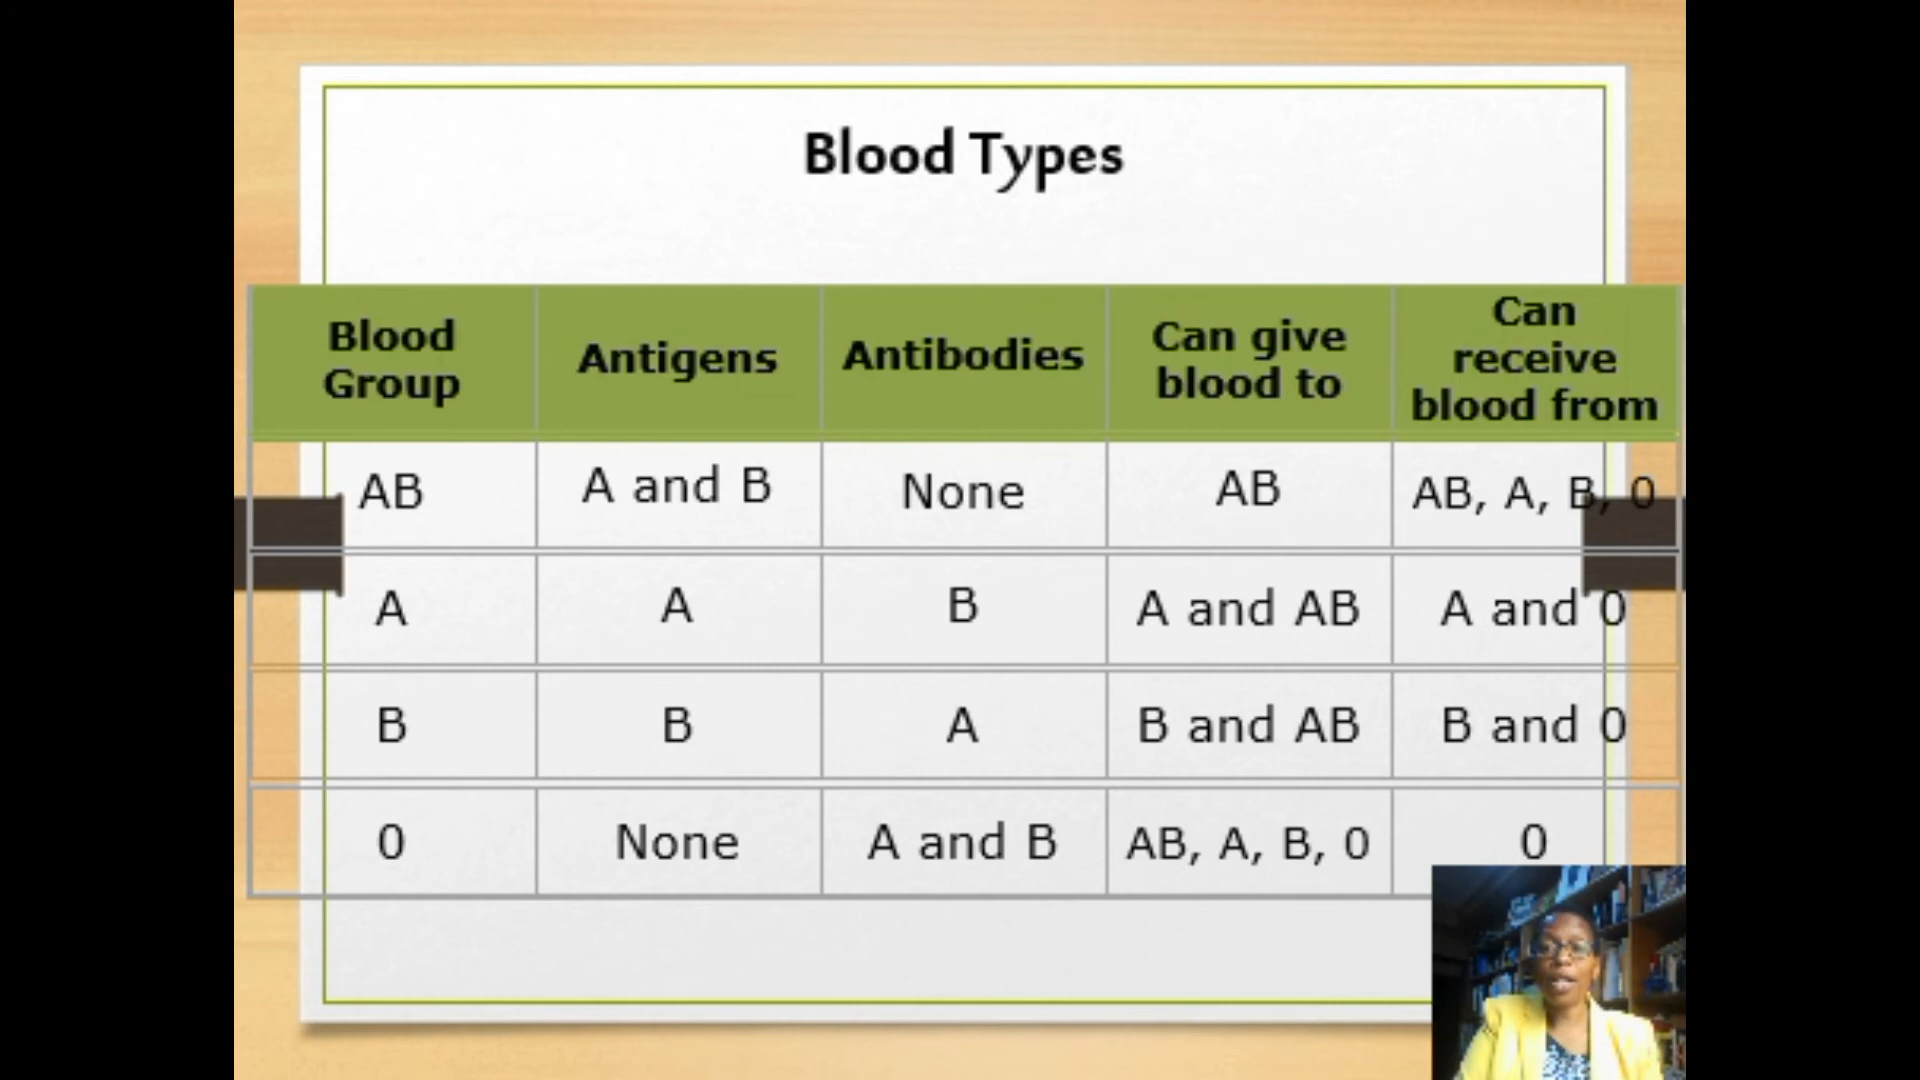 Blood Types
Blood Group Antigens Antibodies Can give blood to Can receive blood from
AB A and B None AB AB, A, B, 0
A A B A and AB A and 0
B B A B and AB B and 0
0 None A and B AB, A, B, 0 0